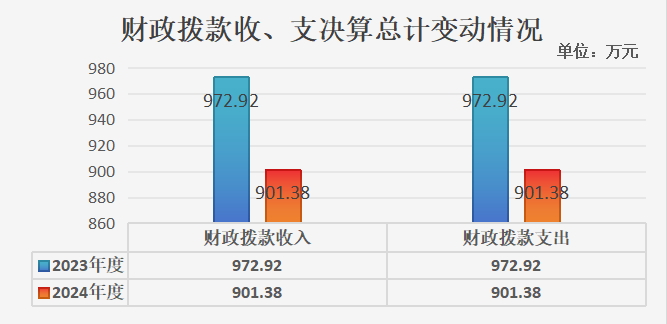 财政拨款收、支决算总计变动情况
单位：万元
980
960
940
920
900
880
860
972.92
901.38
972.92
901.38
财政拨款收入 财政拨款支出
2023年度 972.92 972.92
2024年度 901.38 901.38